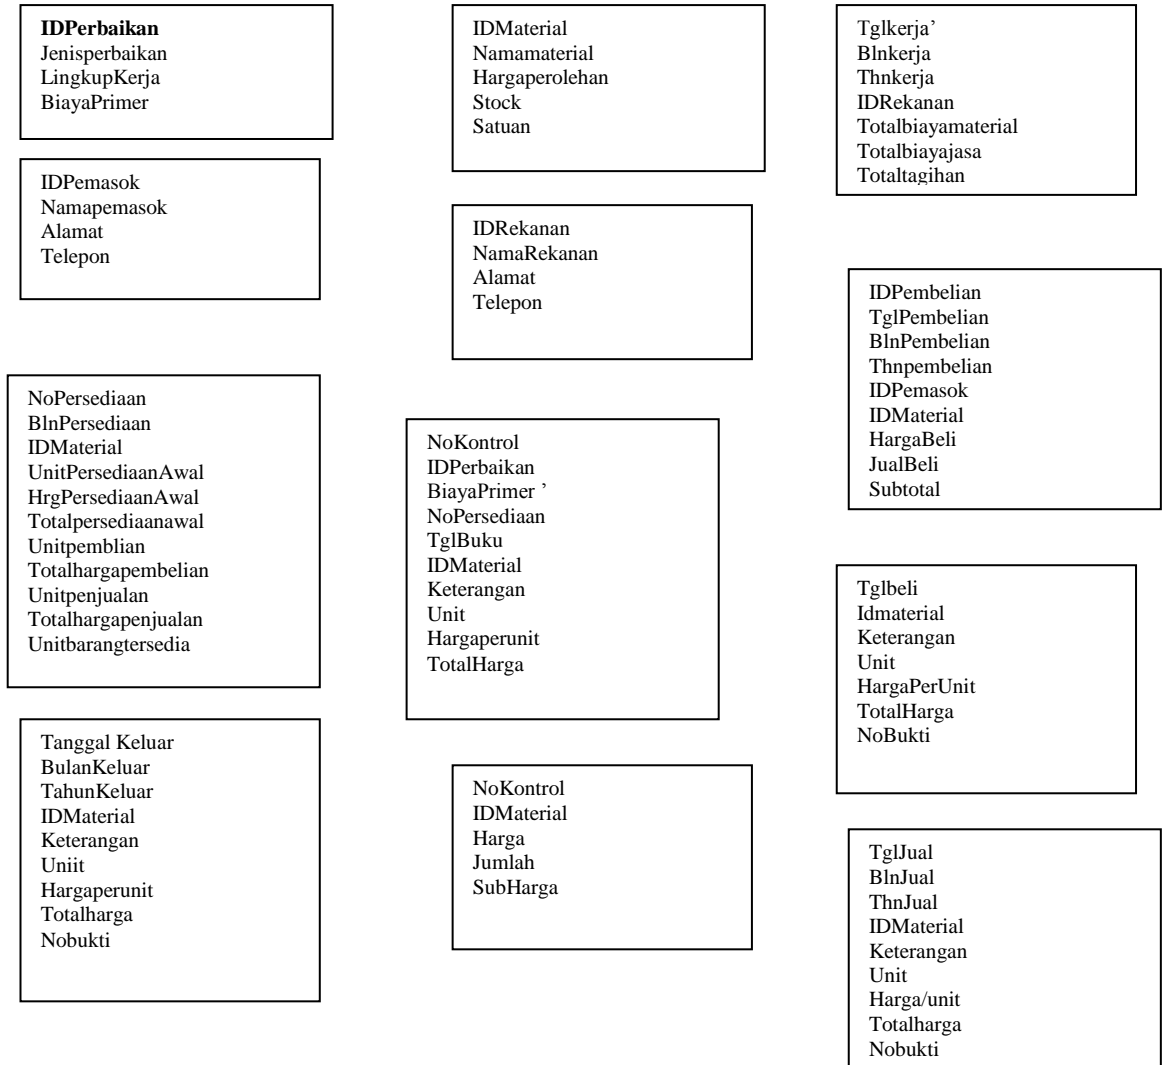 IDPerbaikan
Jenisperbaikan
LingkupKerja
BiayaPrimer
IDMaterial
Namamaterial
Hargaperolehan
Stock
Satuan
Tglkerja’
Blnkerja
Thnkerja
IDRekanan
Totalbiayamaterial
Totalbiayajasa
Totaltagihan
IDPemasok
Namapemasok
Alamat
Telepon
IDRekanan
NamaRekanan
Alamat
Telepon
IDPembelian
TglPembelian
BlnPembelian
Thnpembelian
IDPemasok
IDMaterial
HargaBeli
JualBeli
Subtotal
NoPersediaan
BlnPersediaan
IDMaterial
UnitPersediaanAwal
HrgPersediaanAwal
Totalpersediaanawal
Unitpemblian
Totalhargapembelian
Unitpenjualan
Totalhargapenjualan
Unitbarangtersedia
NoKontrol
IDPerbaikan
BiayaPrimer ’
NoPersediaan
TglBuku
IDMaterial
Keterangan
Unit
Hargaperunit
TotalHarga
Tglbeli
Idmaterial
Keterangan
Unit
HargaPerUnit
TotalHarga
NoBukti
Tanggal Keluar
BulanKeluar
TahunKeluar
IDMaterial
Keterangan
Uniit
Hargaperunit
Totalharga
Nobukti
NoKontrol
IDMaterial
Harga
Jumlah
SubHarga
TglJual
BlnJual
ThnJual
IDMaterial
Keterangan
Unit
Harga/unit
Totalharga
Nobukti